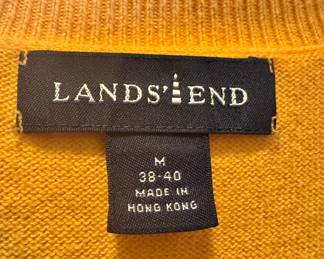 LANDS' END
M
38-40
MADE IN
HONG KONG